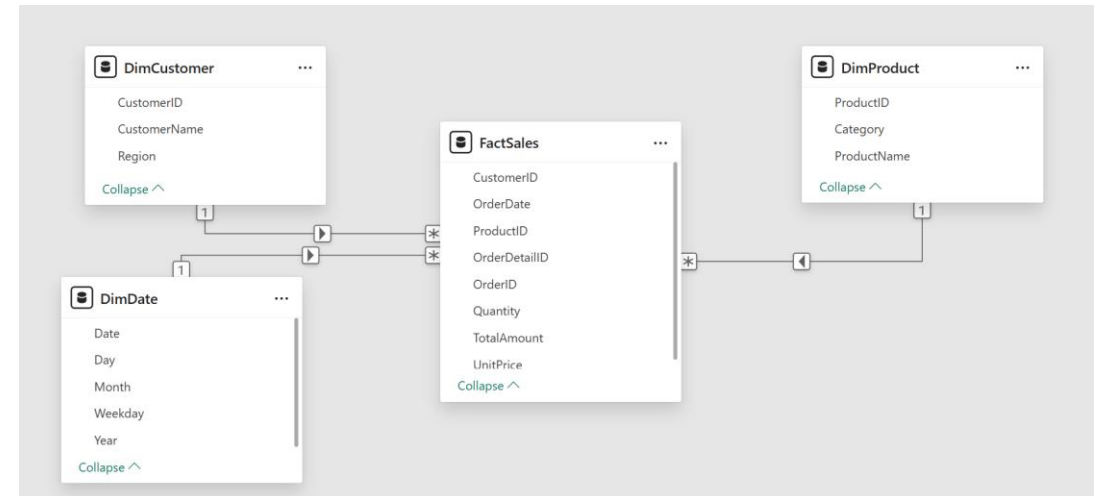 DimCustomer ...
CustomerID
CustomerName
Region
Collapse
1
DimProduct ...
ProductID
Category
ProductName
Collapse
1
FactSales ...
CustomerID
OrderDate
ProductID
OrderDetailID
OrderID
Quantity
TotalAmount
UnitPrice
Collapse
*
*
*
1
DimDate ...
Date
Day
Month
Weekday
Year
Collapse